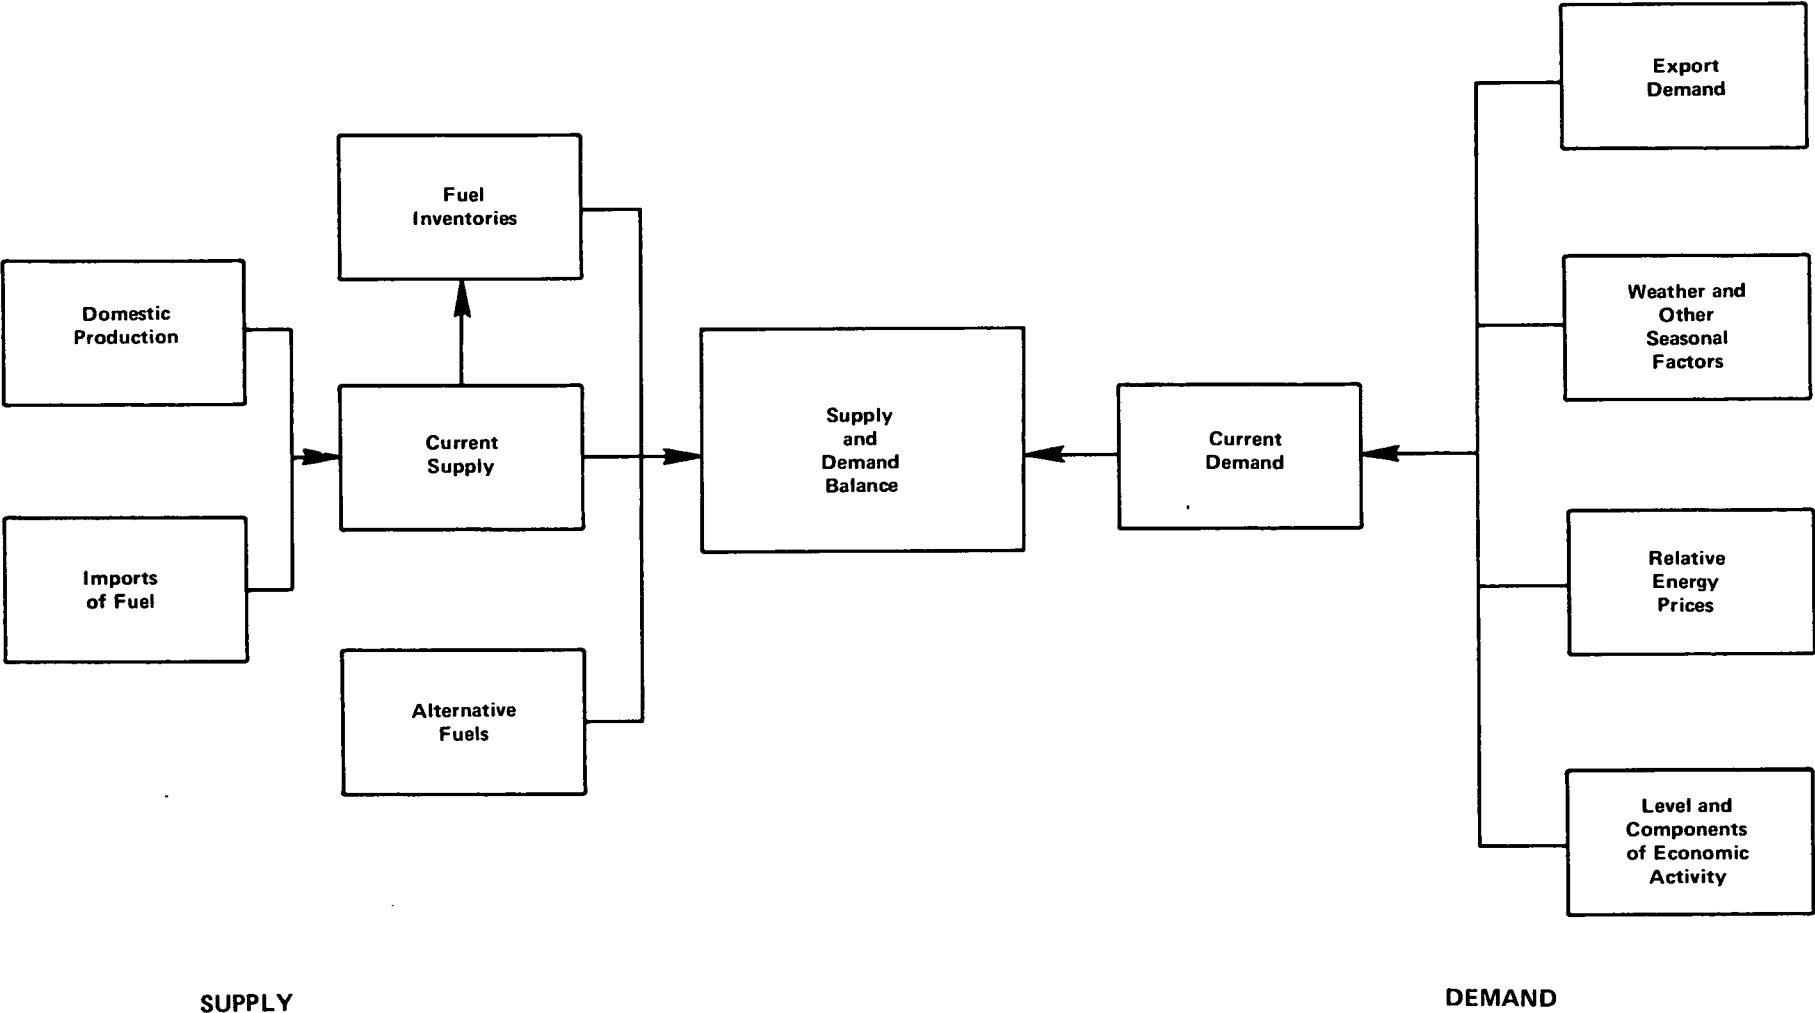 Domestic
Production
Imports
of Fuel
Fuel
Inventories
Current
Supply
Alternative
Fuels
Supply
and
Demand
Balance
Current
Demand
Export
Demand
Weather and
Other
Seasonal
Factors
Relative
Energy
Prices
Level and
Components
of Economic
Activity
SUPPLY
DEMAND